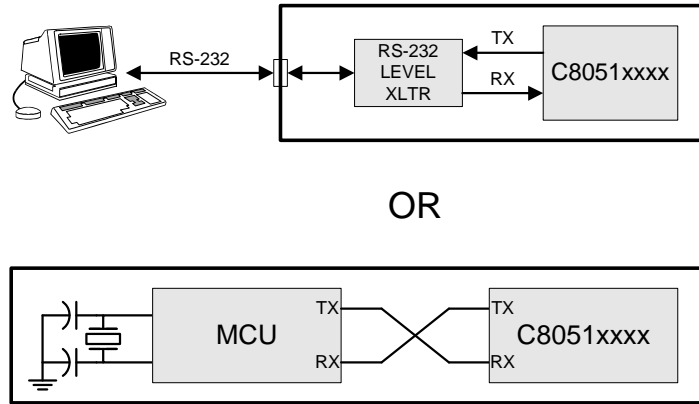 RS-232
RS-232
LEVEL
XLTR
TX
RX
C8051xxxx
OR
MCU
TX
RX
TX
RX
C8051xxxx